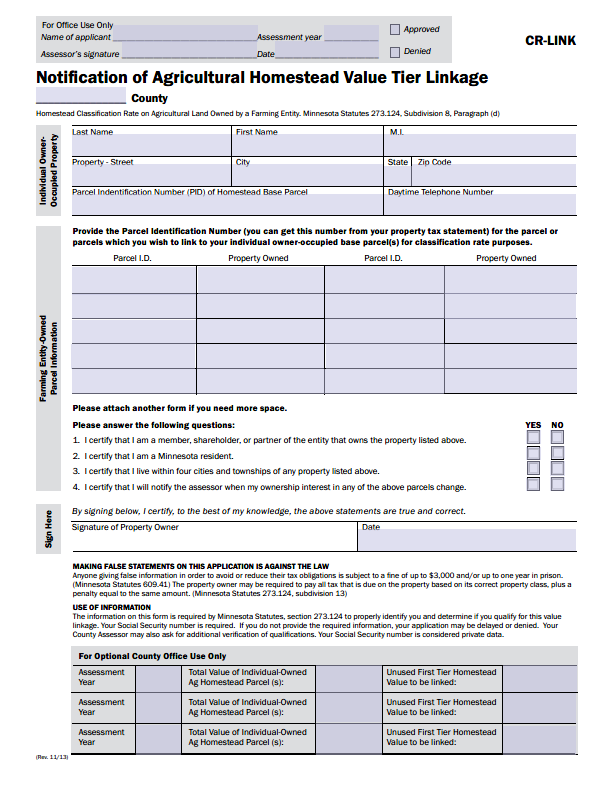 For Office Use Only
Name of applicant
Assessment year
Approved
Assessor's signature
Date
Denied
CR-LINK
Notification of Agricultural Homestead Value Tier Linkage
County
Homestead Classification Rate on Agricultural Land Owned by a Farming Entity. Minnesota Statutes 273.124, Subdivision 8, Paragraph (d)
Individual Owner-
Occupied Property
Last Name
First Name
M.I.
Property - Street
City
State
Zip Code
Parcel Indentification Number (PID) of Homestead Base Parcel
Daytime Telephone Number
Farming Entity-Owned
Parcel Information
Provide the Parcel Identification Number (you can get this number from your property tax statement) for the parcel or
parcels which you wish to link to your individual owner-occupied base parcel(s) for classification rate purposes.
Parcel I.D.
Property Owned
Parcel I.D.
Property Owned
Please attach another form if you need more space.
Please answer the following questions:
YES NO
1. I certify that I am a member, shareholder, or partner of the entity that owns the property listed above.
2. I certify that I am a Minnesota resident.
3. I certify that I live within four cities and townships of any property listed above.
4. I certify that I will notify the assessor when my ownership interest in any of the above parcels change.
Sign Here
By signing below, I certify, to the best of my knowledge, the above statements are true and correct.
Signature of Property Owner
Date
MAKING FALSE STATEMENTS ON THIS APPLICATION IS AGAINST THE LAW
Anyone giving false information in order to avoid or reduce their tax obligations is subject to a fine of up to $3,000 and/or up to one year in prison.
(Minnesota Statutes 609.41) The property owner may be required to pay all tax that is due on the property based on its correct property class, plus a
penalty equal to the same amount. (Minnesota Statutes 273.124, subdivision 13)
USE OF INFORMATION
The information on this form is required by Minnesota Statutes, section 273.124 to properly identify you and determine if you qualify for this value
linkage. Your Social Security number is required. If you do not provide the required information, your application may be delayed or denied. Your
County Assessor may also ask for additional verification of qualifications. Your Social Security number is considered private data.
For Optional County Office Use Only
Assessment
Year
Total Value of Individual-Owned
Ag Homestead Parcel (s):
Unused First Tier Homestead
Value to be linked:
Assessment
Year
Total Value of Individual-Owned
Ag Homestead Parcel (s):
Unused First Tier Homestead
Value to be linked:
Assessment
Year
Total Value of Individual-Owned
Ag Homestead Parcel (s):
Unused First Tier Homestead
Value to be linked:
(Rev. 11/13)